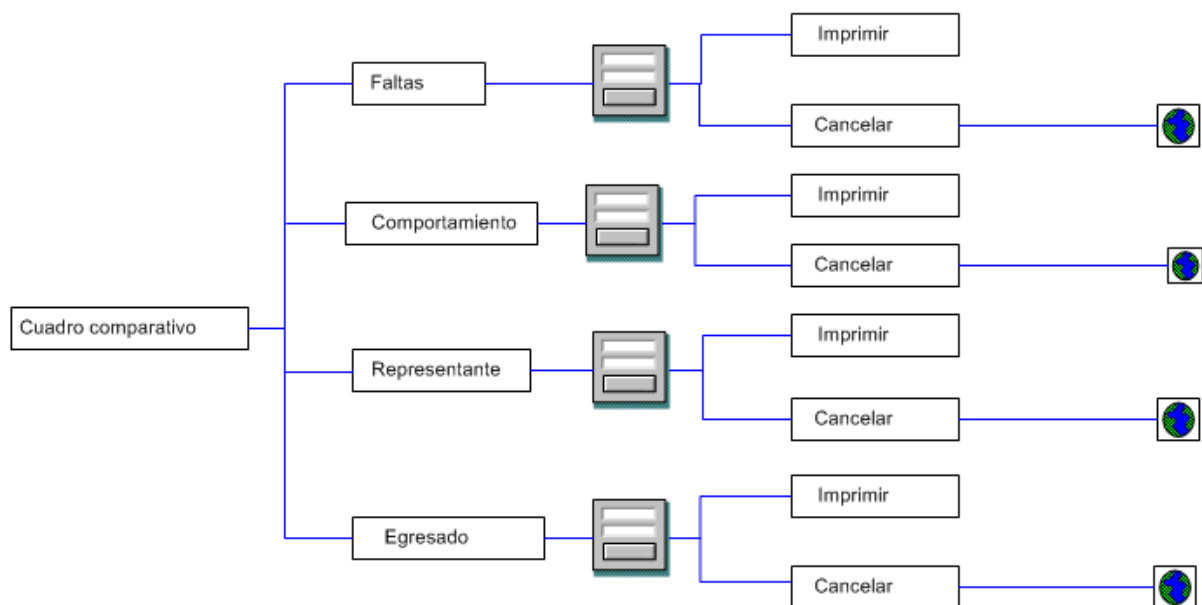 Imprimir
Faltas
Cancelar
Imprimir
Comportamiento
Cancelar
Cuadro comparativo
Imprimir
Representante
Cancelar
Imprimir
Egresado
Cancelar